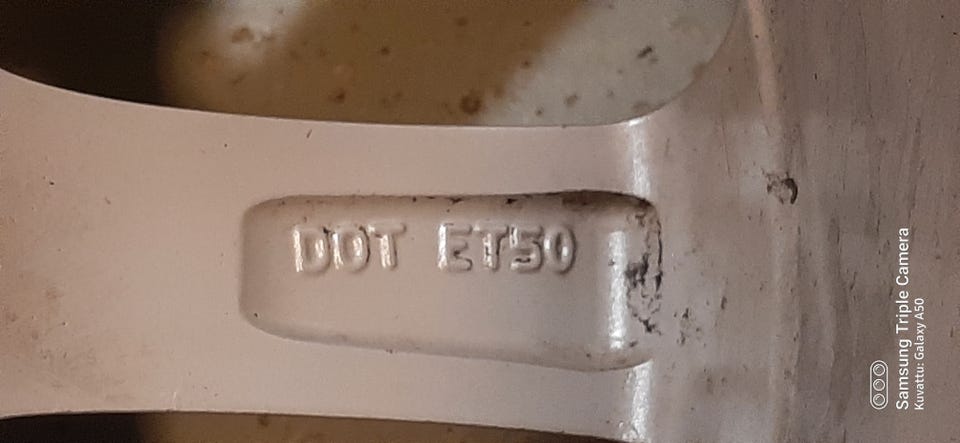 DOT ET50
Samsung Triple Camera
Kuvattu: Galaxy A50